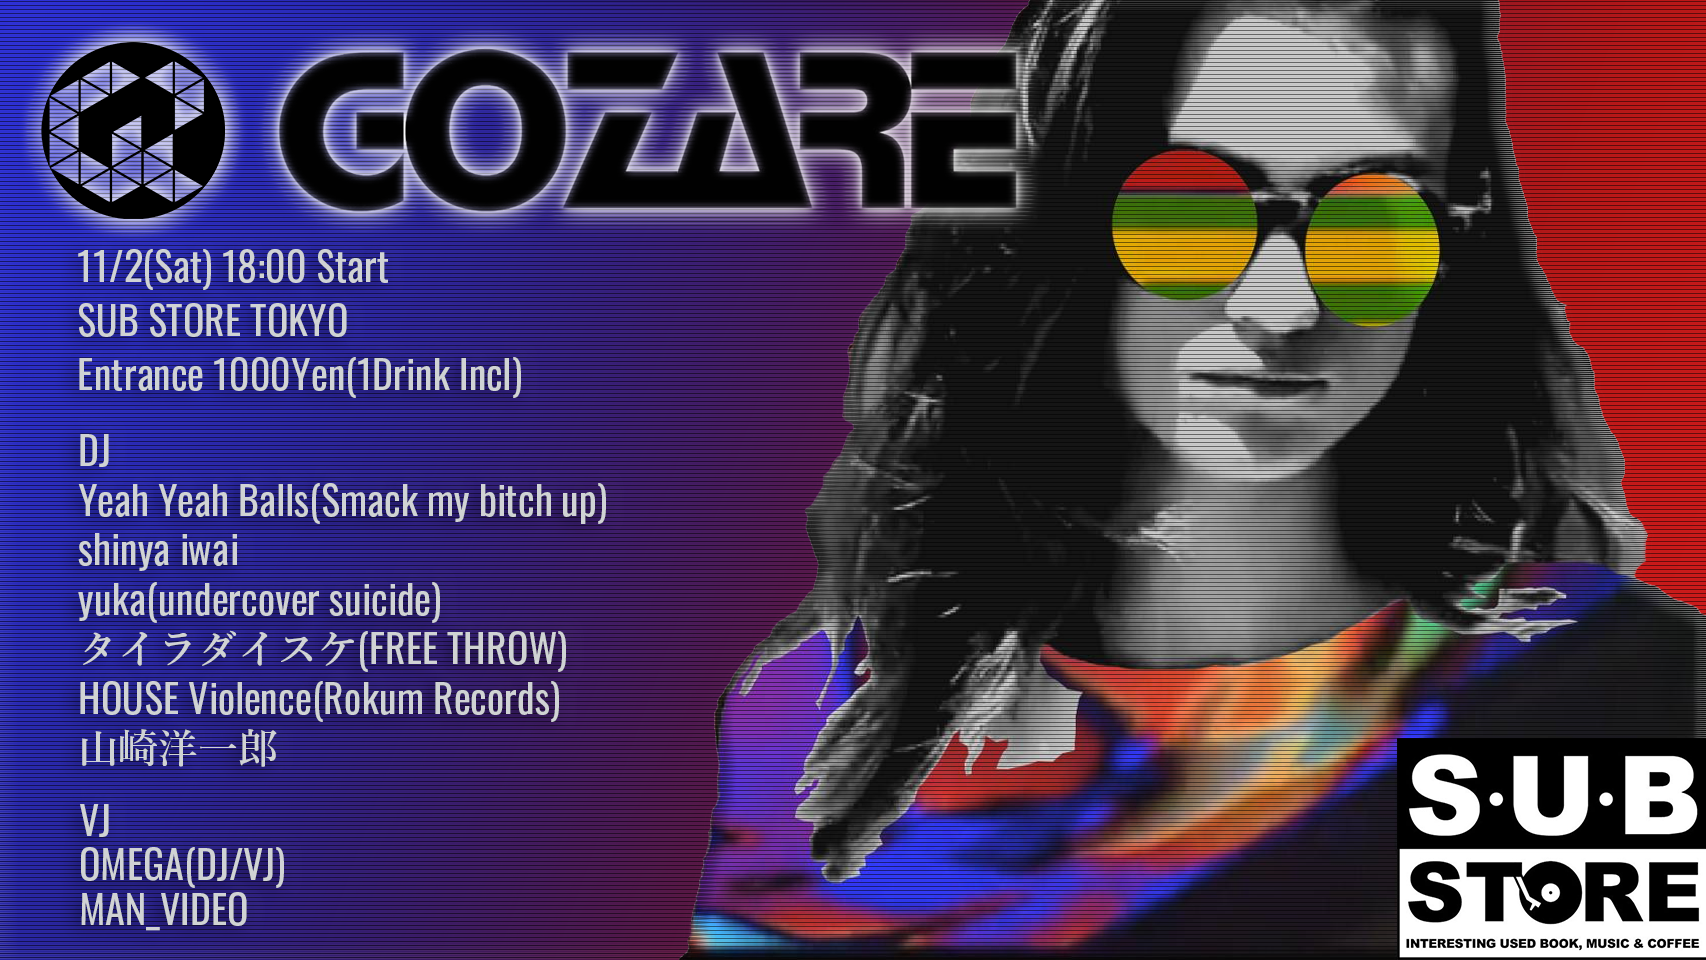 GOZARE
11/2(Sat) 18:00 Start
SUB STORE TOKYO
Entrance 1000Yen(1Drink Incl)
DJ
Yeah Yeah Balls(Smack my bitch up)
shinya iwai
yuka(undercover suicide)
タイラダイスケ(FREE THROW)
HOUSE Violence(Rokum Records)
山崎洋一郎
VJ
OMEGA(DJ/VJ)
MAN_VIDEO
S·U·B
STORE
INTERESTING USED BOOK, MUSIC & COFFEE